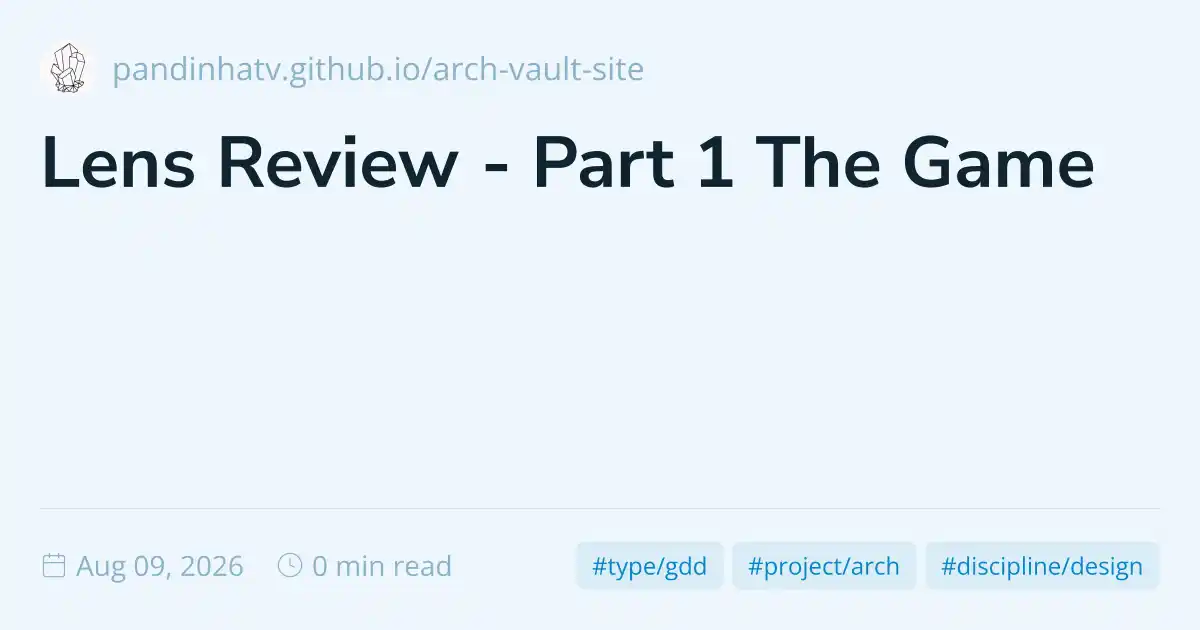 pandinhatv.github.io/arch-vault-site
Lens Review - Part 1 The Game
Aug 09, 2026 0 min read #type/gdd #project/arch #discipline/design